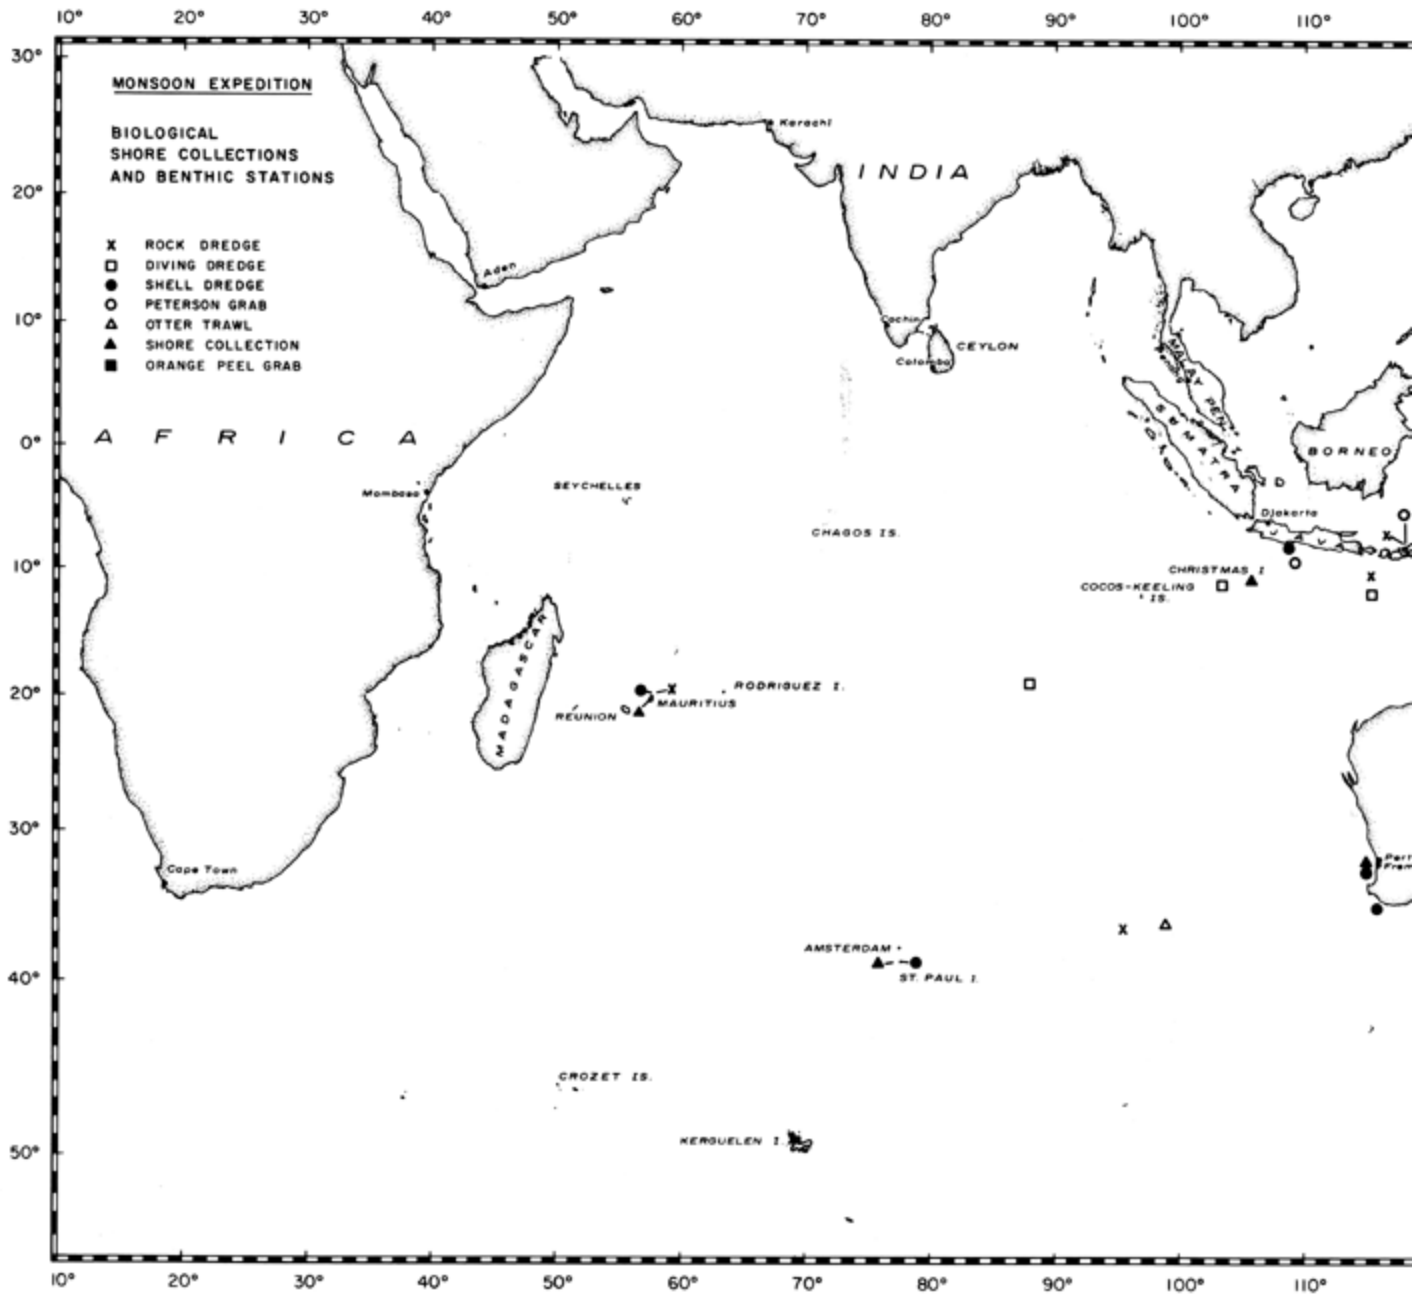 10° 20° 30° 40° 50° 60° 70° 80° 90° 100° 110°
30°
MONSOON EXPEDITION
BIOLOGICAL
SHORE COLLECTIONS
AND BENTHIC STATIONS
X ROCK DREDGE
□ DIVING DREDGE
● SHELL DREDGE
○ PETERSON GRAB
△ OTTER TRAWL
▲ SHORE COLLECTION
■ ORANGE PEEL GRAB
Karachi
INDIA
20°
Aden
10°
Cochin
CEYLON
Colombo
MALAY PEN.
SUMATRA
0°
AFRICA
BORNEO
Mombasa
SEYCHELLES
Djakarta
JAVA
CHAGOS IS.
10°
CHRISTMAS I
COCOS-KEELING
IS.
MADAGASCAR
20°
RODRIGUEZ I.
MAURITIUS
REUNION
30°
Cape Town
Frem
AMSTERDAM
40°
ST. PAUL I.
CROZET IS.
50°
KERGUELEN I.
10° 20° 30° 40° 50° 60° 70° 80° 90° 100° 110°